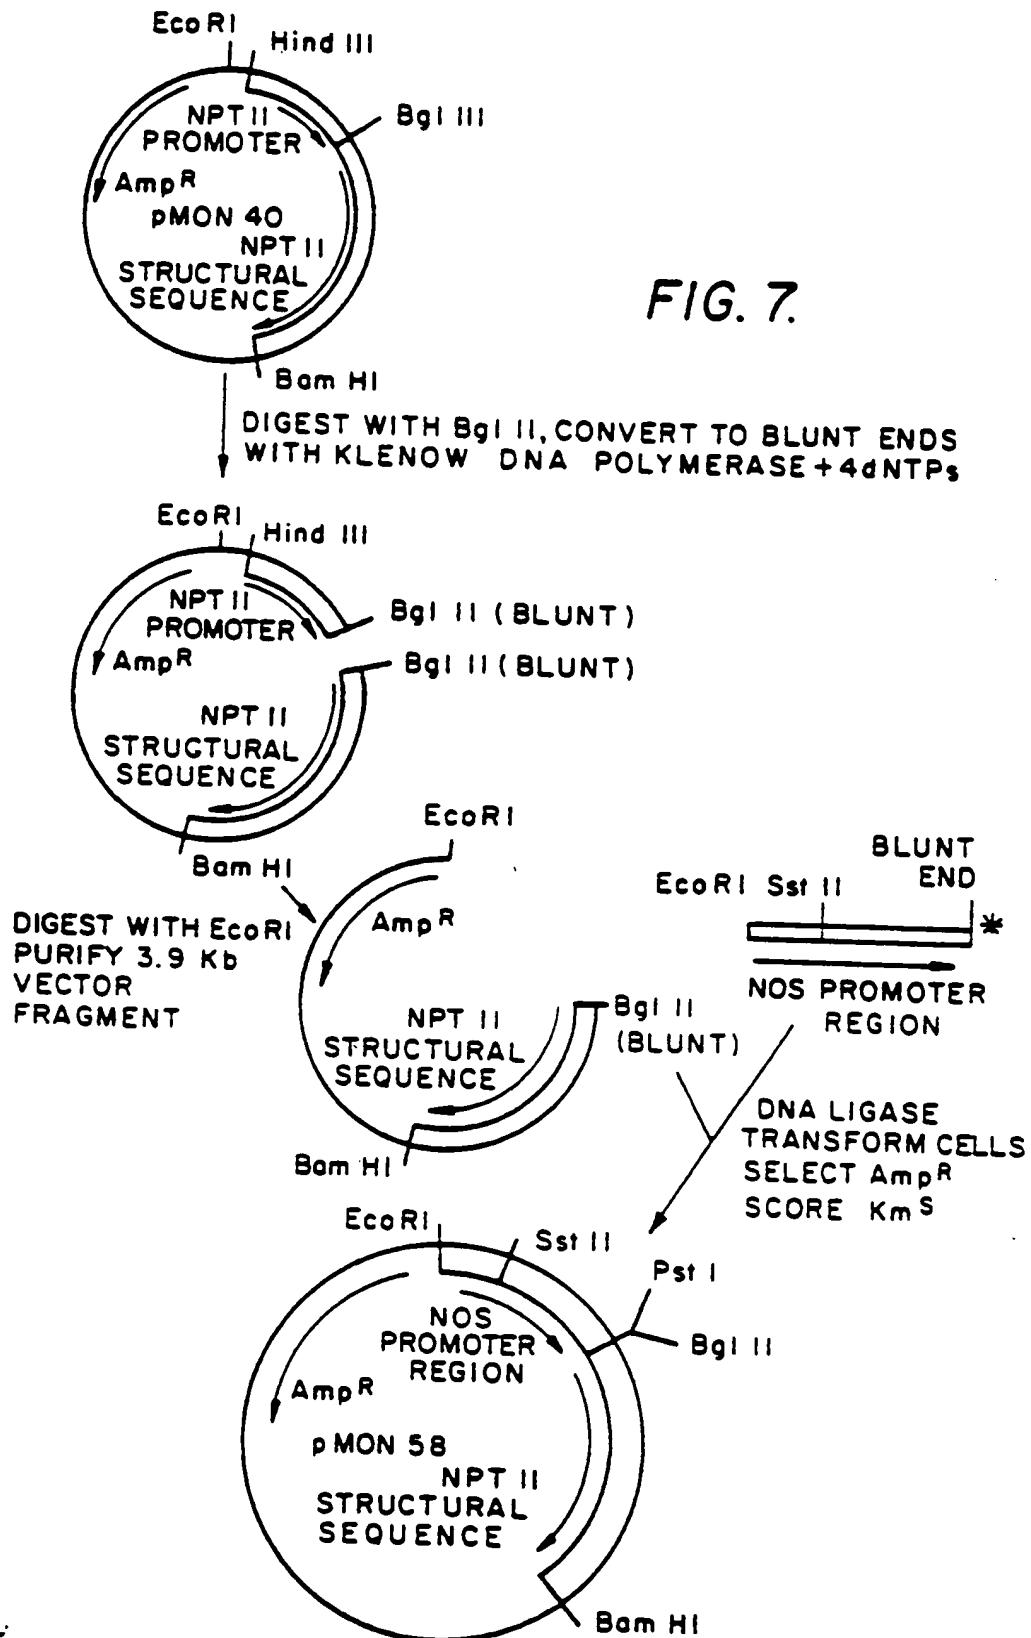 EcoRI
Hind III
NPT II
PROMOTER
Bgl III
AmpR
pMON 40
NPT II
STRUCTURAL
SEQUENCE
Bam HI
FIG. 7.
DIGEST WITH Bgl II, CONVERT TO BLUNT ENDS
WITH KLENOW DNA POLYMERASE + 4dNTPs
EcoRI
Hind III
NPT II
PROMOTER
Bgl II (BLUNT)
AmpR
Bgl II (BLUNT)
NPT II
STRUCTURAL
SEQUENCE
Bam HI
DIGEST WITH EcoRI
PURIFY 3.9 Kb
VECTOR
FRAGMENT
EcoRI
AmpR
NPT II
STRUCTURAL
SEQUENCE
Bgl II
(BLUNT)
Bam HI
BLUNT
END
EcoRI Sst II
*
NOS PROMOTER
REGION
DNA LIGASE
TRANSFORM CELLS
SELECT AmpR
SCORE KmS
EcoRI
Sst II
Pst I
Bgl II
NOS
PROMOTER
REGION
AmpR
pMON 58
NPT II
STRUCTURAL
SEQUENCE
Bam HI